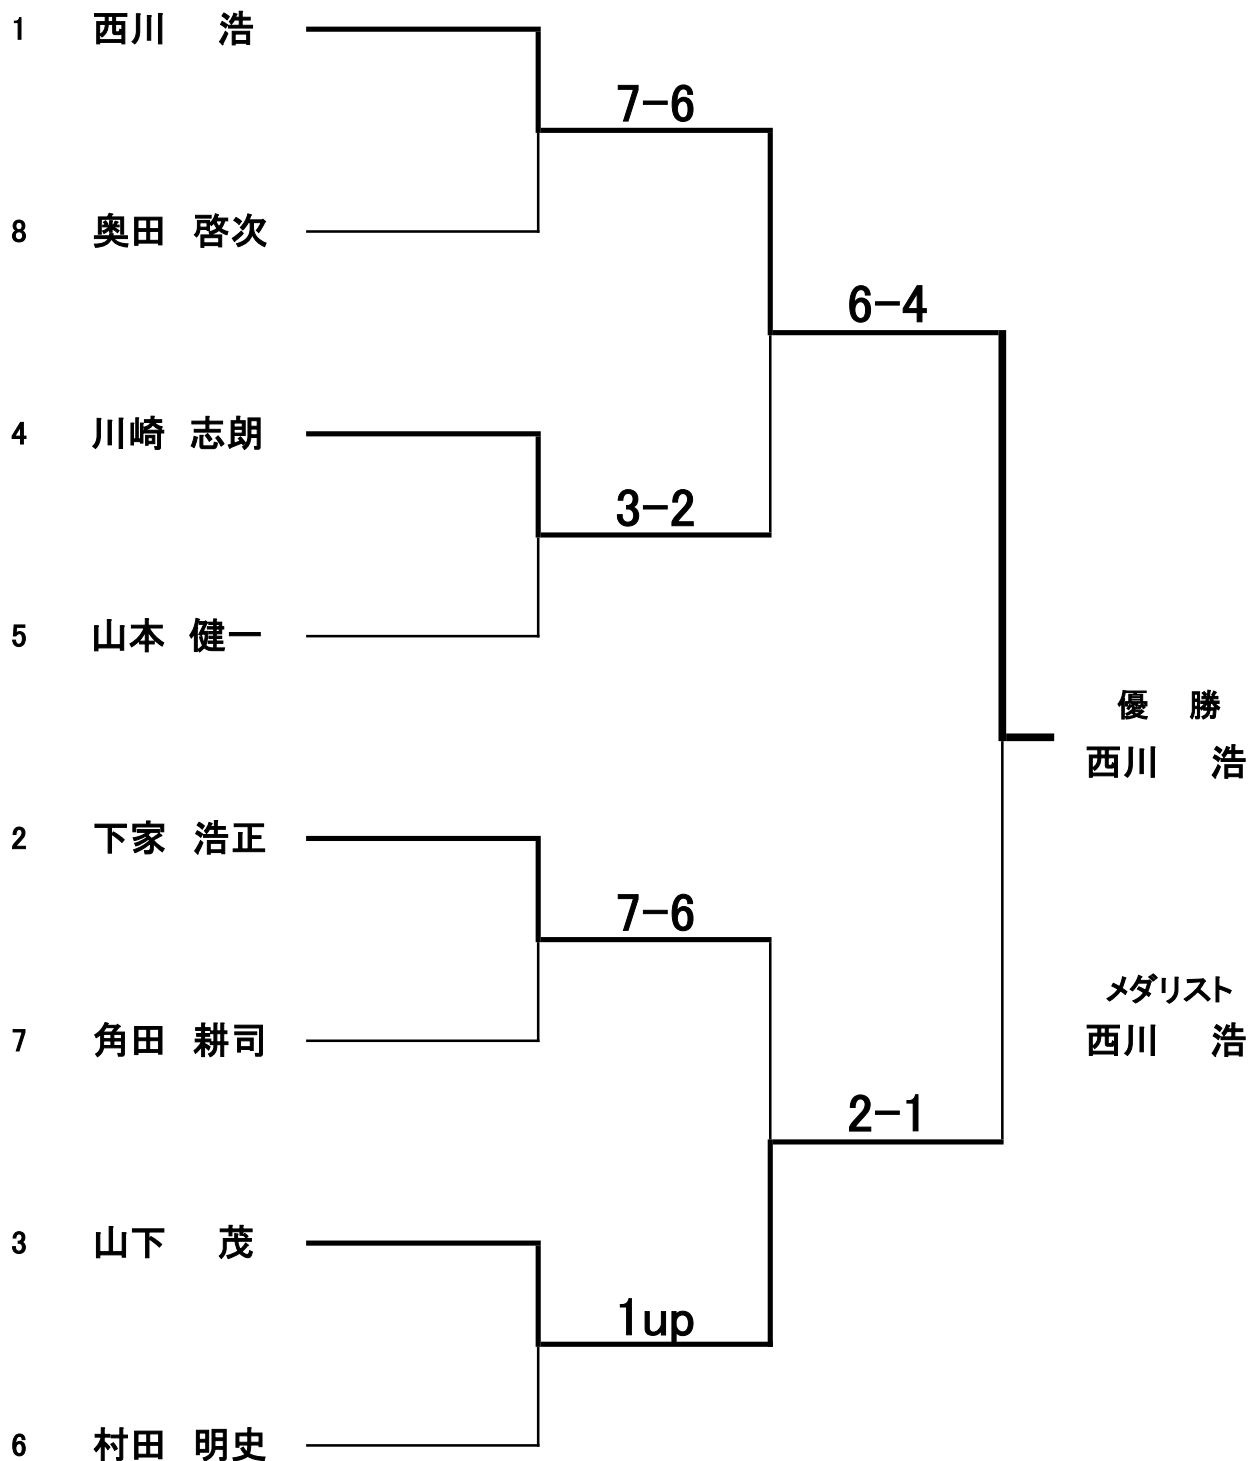 1 西川 浩
7-6
8 奥田 啓次
6-4
4 川崎 志朗
3-2
5 山本 健一
優 勝
西川 浩
2 下家 浩正
7-6
メダリスト
西川 浩
7 角田 耕司
2-1
3 山下 茂
1up
6 村田 明史